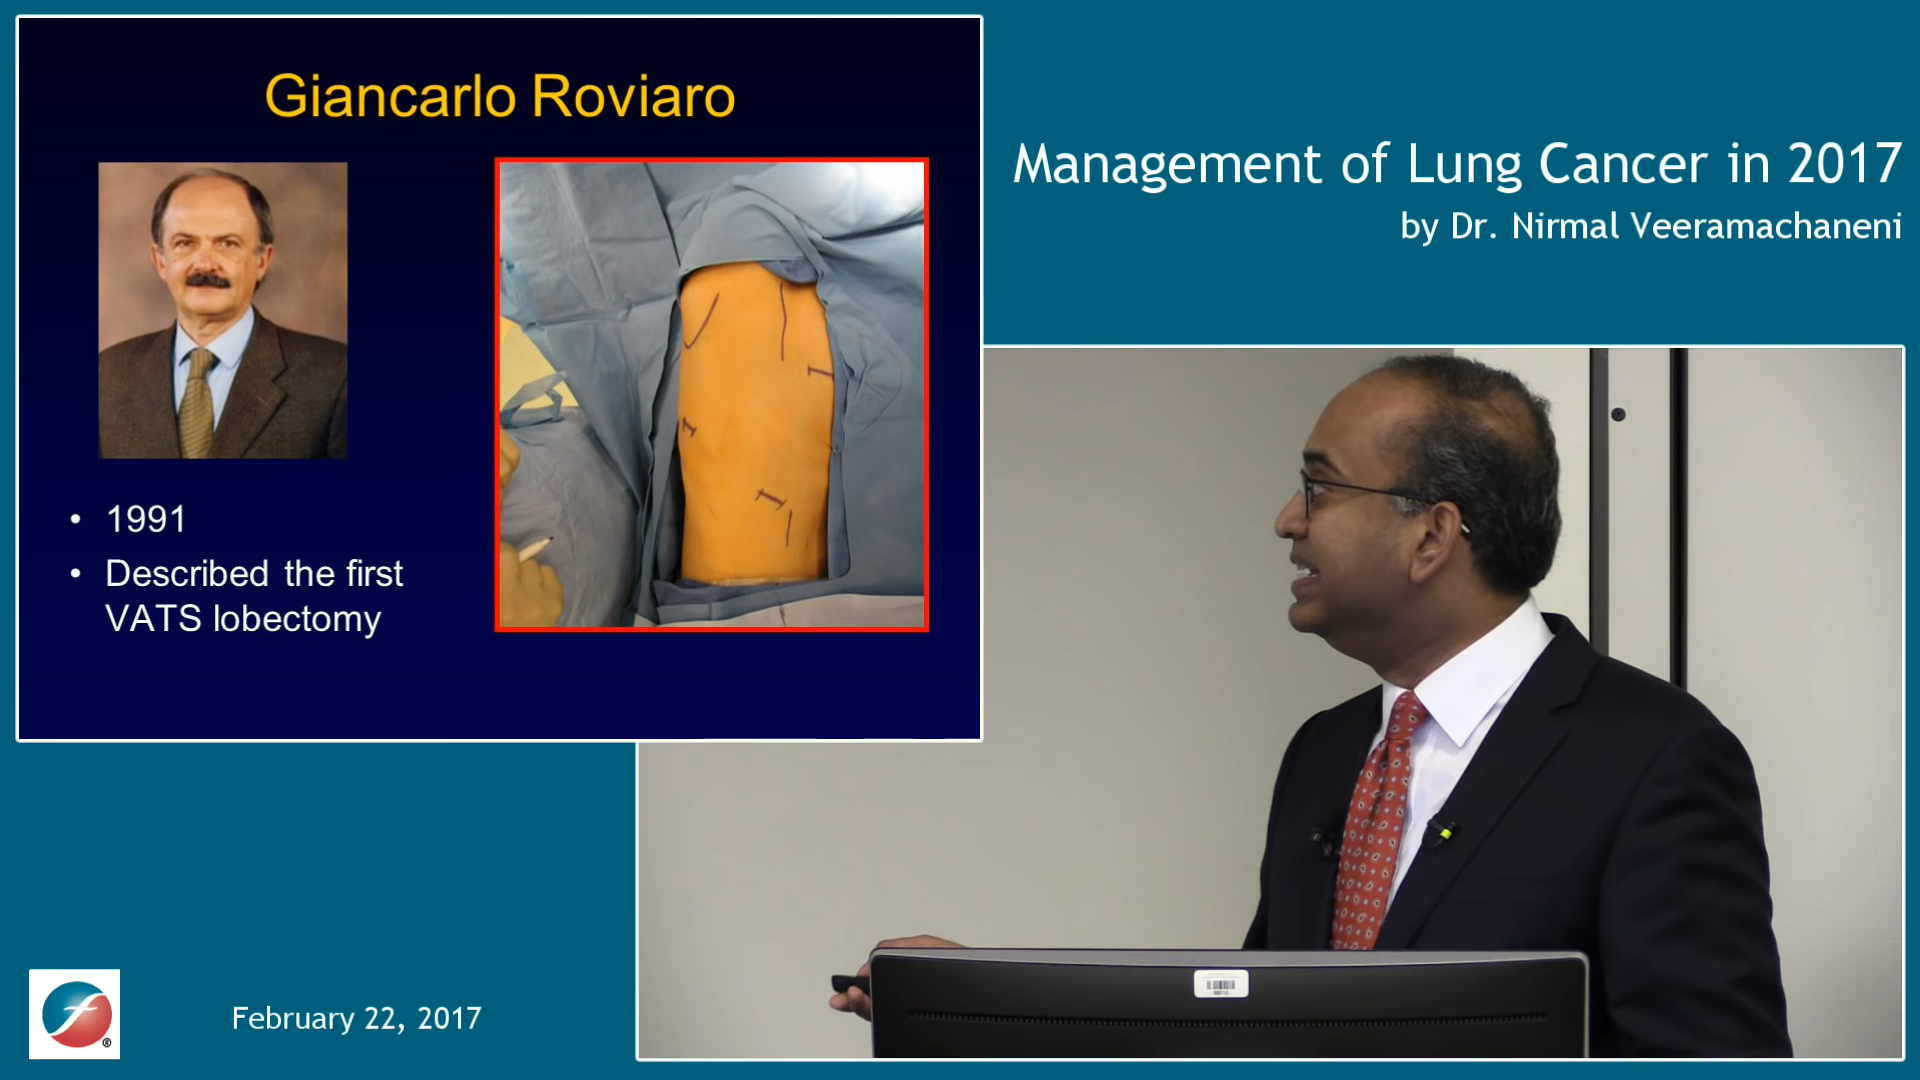 Giancarlo Roviaro
• 1991
• Described the first
VATS lobectomy
Management of Lung Cancer in 2017
by Dr. Nirmal Veeramachaneni
February 22, 2017
f
®